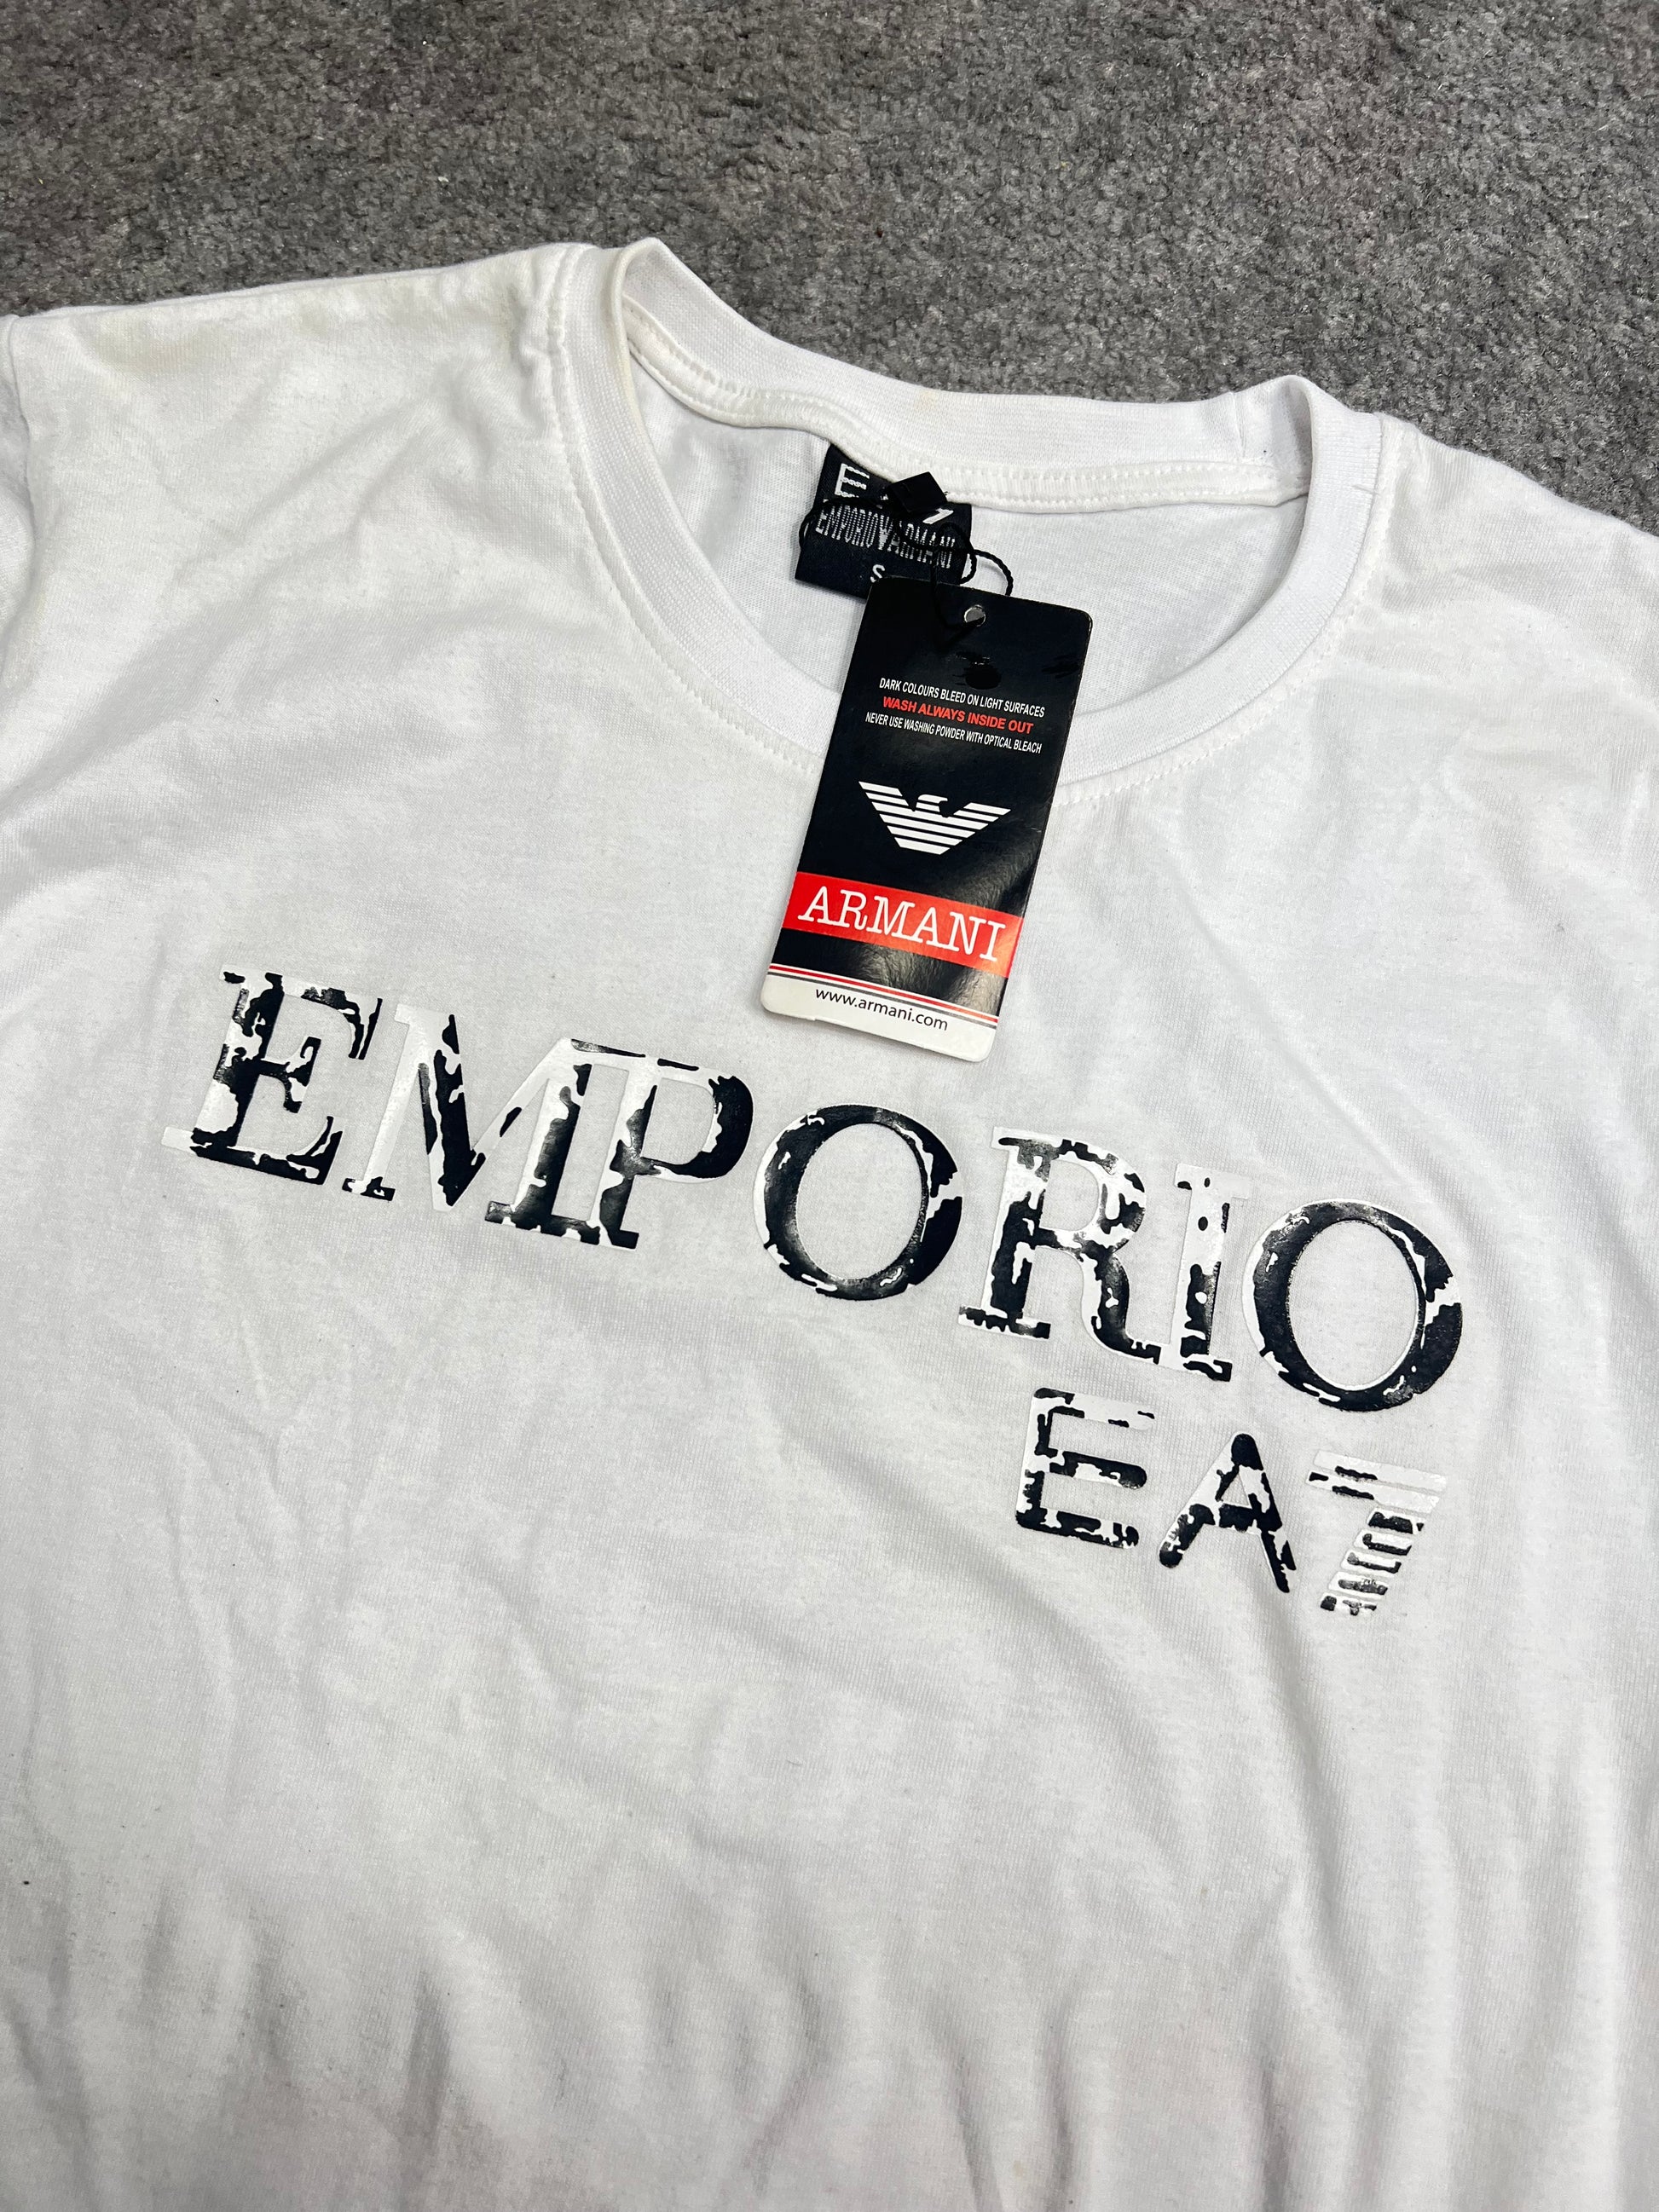 EMPORIO ARMANI
S
DARK COLOURS BLEED ON LIGHT SURFACES
WASH ALWAYS INSIDE OUT
NEVER USE WASHING POWDER WITH OPTICAL BLEACH
ARMANI
www.armani.com
EMPORIO
EA7